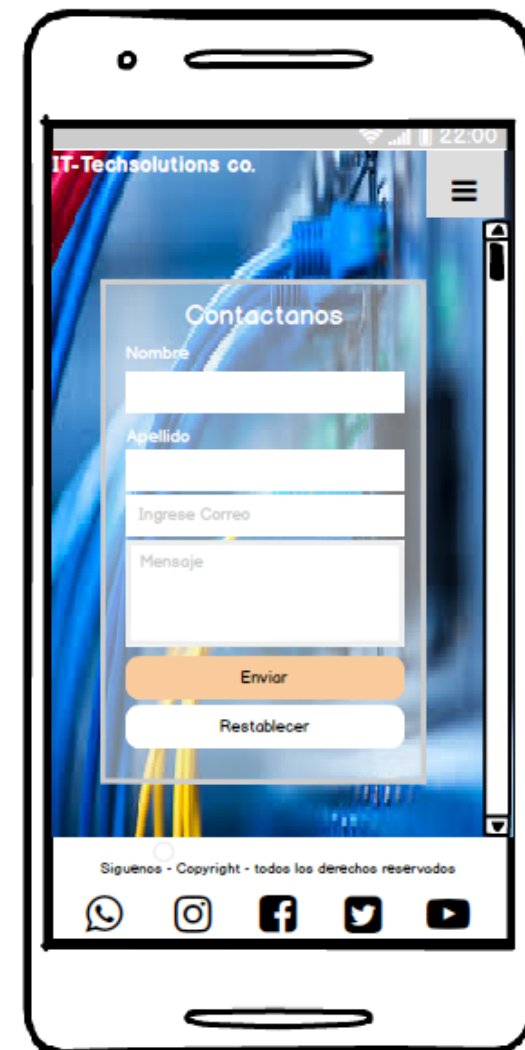 22:00
IT-Techsolutions co.
Contactanos
Nombre
Apellido
Ingrese Correo
Mensaje
Enviar
Restablecer
Siguenos - Copyright - todos los derechos reservados